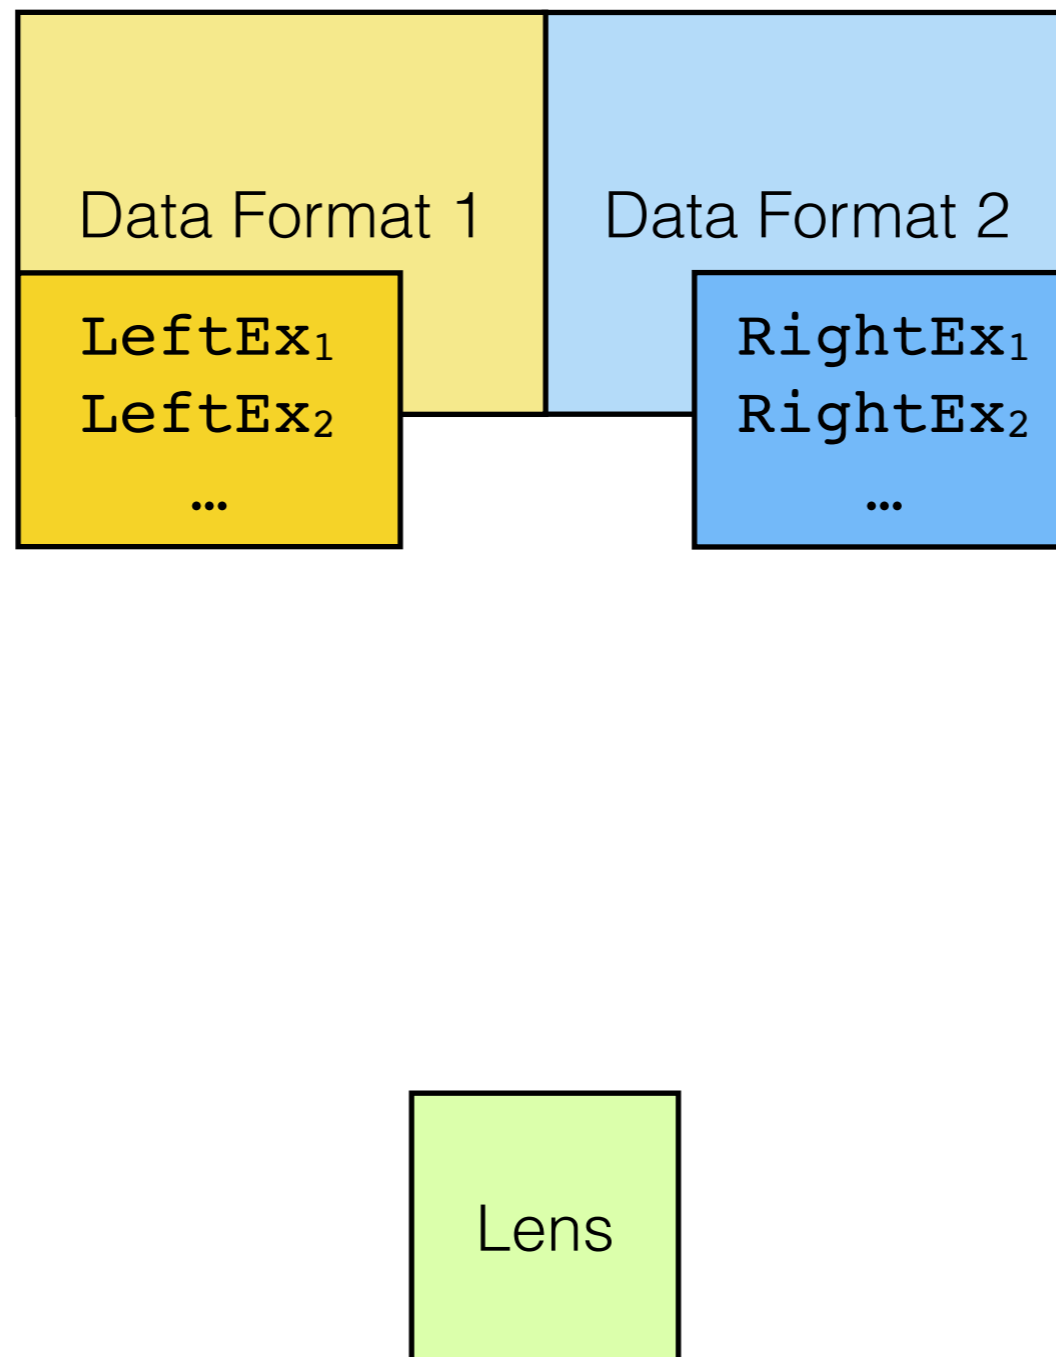 Data Format 1
Data Format 2
LeftEx₁
LeftEx₂
…
RightEx₁
RightEx₂
…
Lens